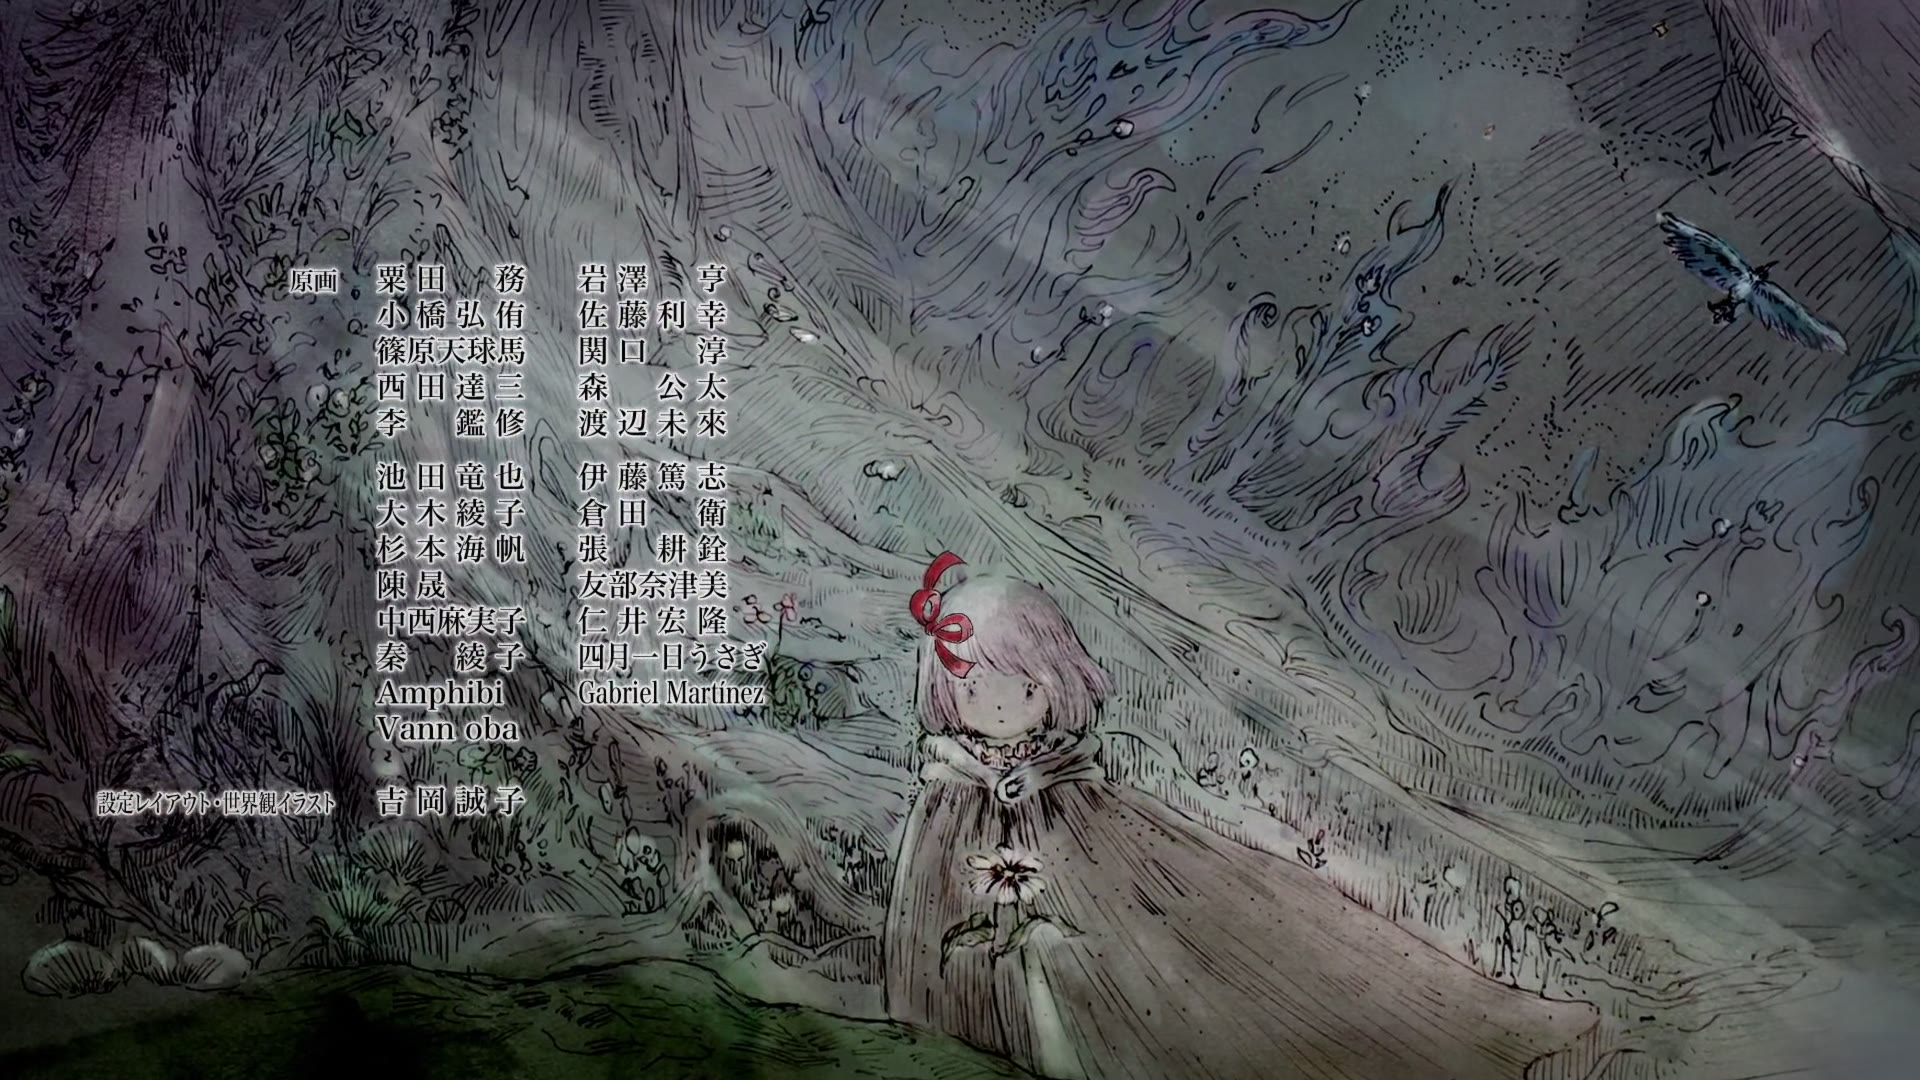 原画 粟田 務 岩澤 亨
小橋弘侑 佐藤利幸
篠原天球馬 関口 淳
西田達三 森 公太
李 鑑修 渡辺未來
池田竜也 伊藤篤志
大木綾子 倉田 衛
杉本海帆 張 耕銓
陳晟 友部奈津美
中西麻実子 仁井宏隆
秦 綾子 四月一日うさぎ
Amphibi Gabriel Martínez
Vann oba
設定レイアウト・世界観イラスト 吉岡誠子